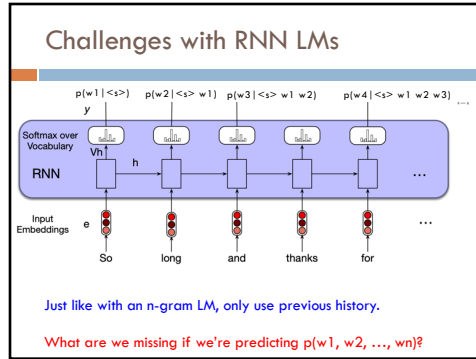 Challenges with RNN LMs
p(w1|<s>) p(w2|<s> w1) p(w3|<s> w1 w2) p(w4|<s> w1 w2 w3) ...
y
Softmax over
Vocabulary
Vh
RNN
h
...
Input
Embeddings
e
...
So long and thanks for
Just like with an n-gram LM, only use previous history.
What are we missing if we're predicting p(w1, w2, …, wn)?